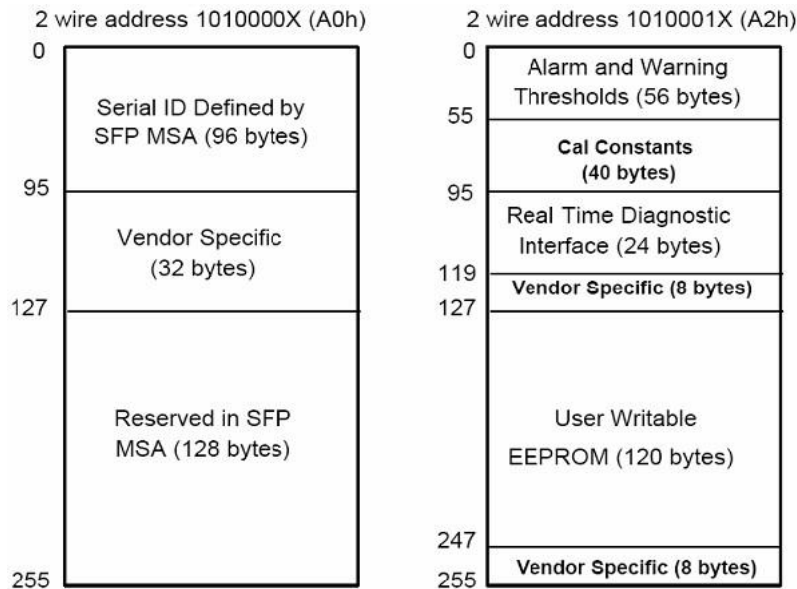 2 wire address 1010000X (A0h)
0
Serial ID Defined by
SFP MSA (96 bytes)
95
Vendor Specific
(32 bytes)
127
Reserved in SFP
MSA (128 bytes)
255
2 wire address 1010001X (A2h)
0
Alarm and Warning
Thresholds (56 bytes)
55
Cal Constants
(40 bytes)
95
Real Time Diagnostic
Interface (24 bytes)
119
Vendor Specific (8 bytes)
127
User Writable
EEPROM (120 bytes)
247
Vendor Specific (8 bytes)
255